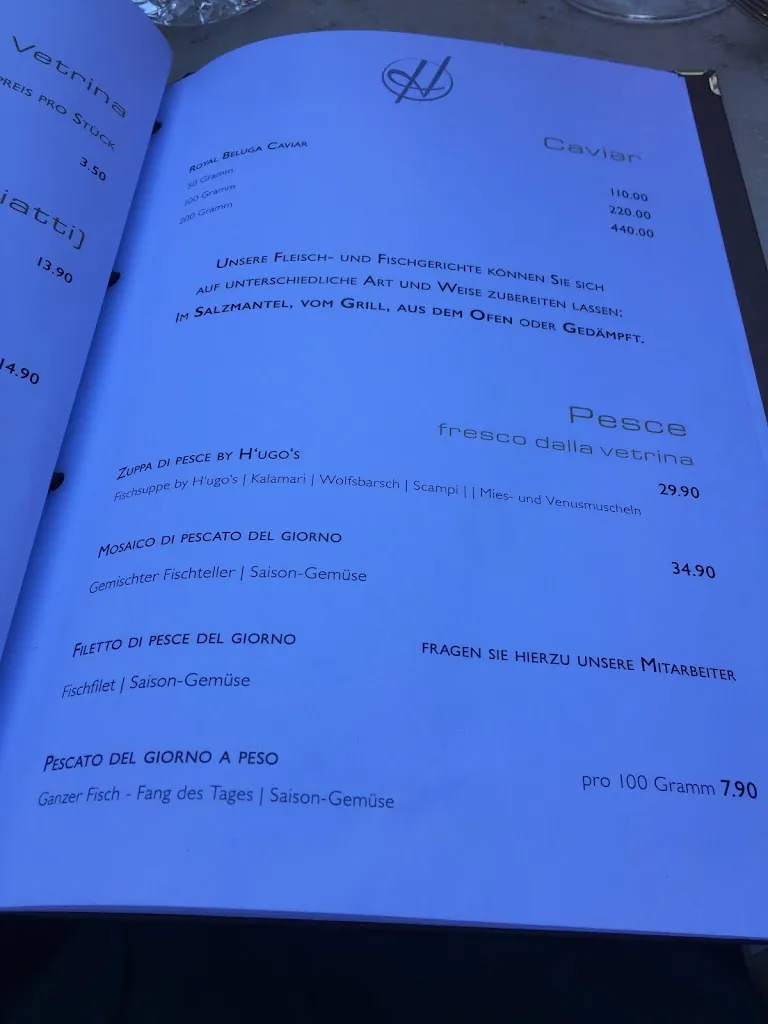 Vetrina
PREIS PRO STÜCK
3.50
iatti)
13.90
14.90
H
Caviar
ROYAL BELUGA CAVIAR
50 Gramm 110.00
100 Gramm 220.00
200 Gramm 440.00
UNSERE FLEISCH- UND FISCHGERICHTE KÖNNEN SIE SICH
AUF UNTERSCHIEDLICHE ART UND WEISE ZUBEREITEN LASSEN:
IM SALZMANTEL, VOM GRILL, AUS DEM OFEN ODER GEDÄMPFT.
Pesce
fresco dalla vetrina
ZUPPA DI PESCE BY H'UGO'S
29.90
Fischsuppe by H'ugo's | Kalamari | Wolfsbarsch | Scampi | | Mies- und Venusmuscheln
MOSAICO DI PESCATO DEL GIORNO
34.90
Gemischter Fischteller | Saison-Gemüse
FILETTO DI PESCE DEL GIORNO
FRAGEN SIE HIERZU UNSERE MITARBEITER
Fischfilet | Saison-Gemüse
PESCATO DEL GIORNO A PESO
pro 100 Gramm 7.90
Ganzer Fisch - Fang des Tages | Saison-Gemüse